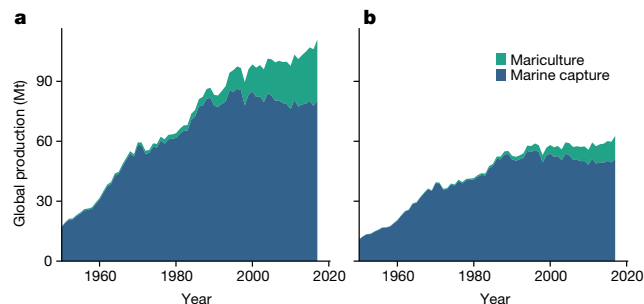 a
b
Mariculture
Marine capture
Global production (Mt)
90
60
30
0
1960
1980
2000
2020
1960
1980
2000
2020
Year
Year